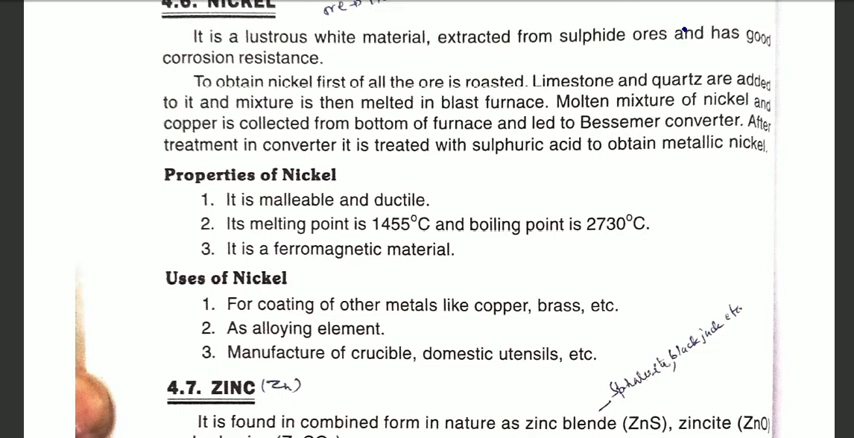 4.6. NICKEL
It is a lustrous white material, extracted from sulphide ores and has good
corrosion resistance.
To obtain nickel first of all the ore is roasted. Limestone and quartz are added
to it and mixture is then melted in blast furnace. Molten mixture of nickel and
copper is collected from bottom of furnace and led to Bessemer converter. After
treatment in converter it is treated with sulphuric acid to obtain metallic nickel.
Properties of Nickel
1. It is malleable and ductile.
2. Its melting point is 1455°C and boiling point is 2730°C.
3. It is a ferromagnetic material.
Uses of Nickel
1. For coating of other metals like copper, brass, etc.
2. As alloying element.
3. Manufacture of crucible, domestic utensils, etc.
blackjack etc.
4.7. ZINC (Zn)
It is found in combined form in nature as zinc blende (ZnS), zincite (ZnO)